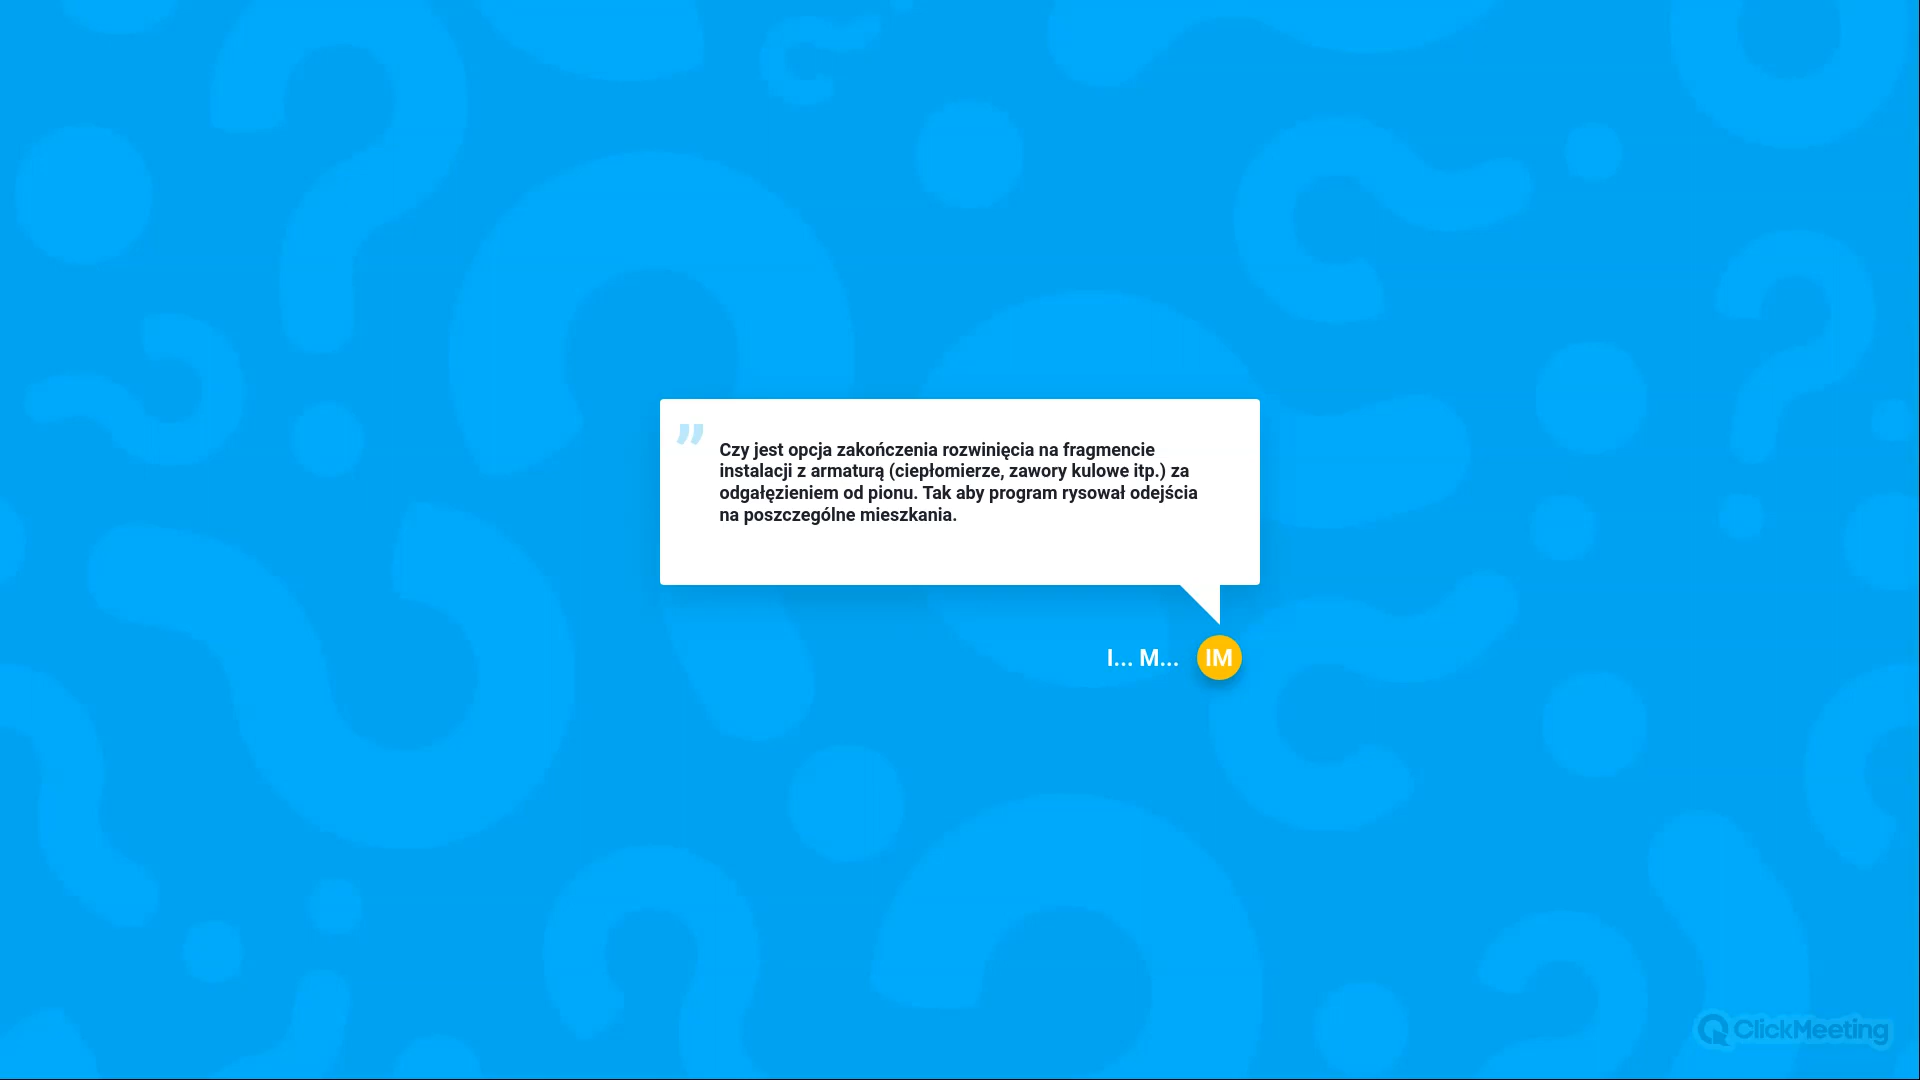 ” Czy jest opcja zakończenia rozwinięcia na fragmencie
instalacji z armaturą (ciepłomierze, zawory kulowe itp.) za
odgałęzieniem od pionu. Tak aby program rysował odejścia
na poszczególne mieszkania.
I... M... IM
ClickMeeting